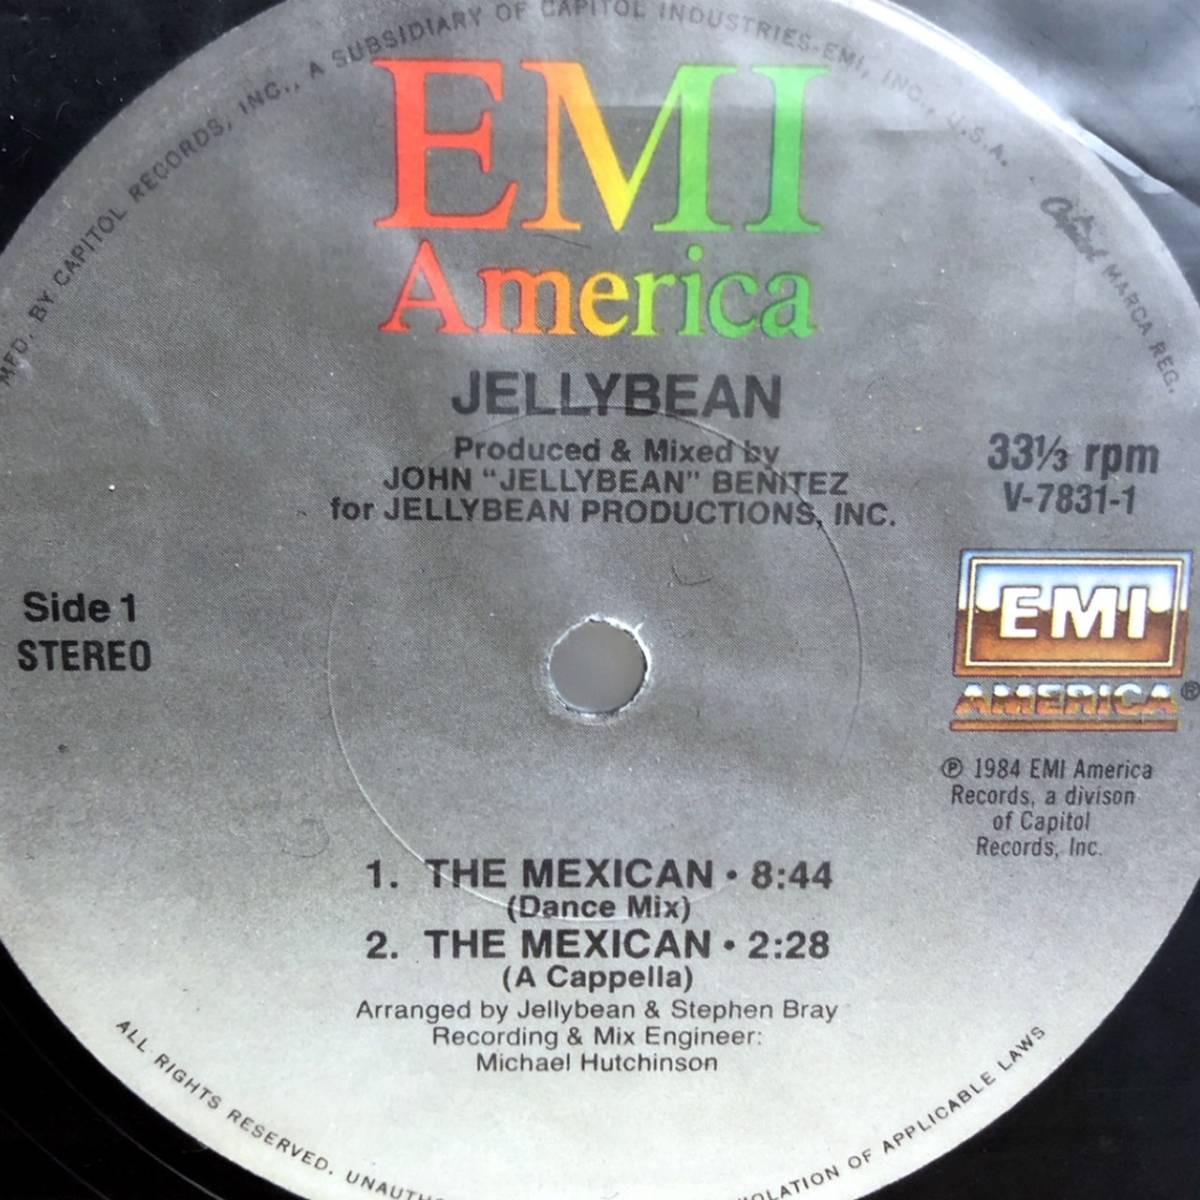 MFD. BY CAPITOL RECORDS, INC., A SUBSIDIARY OF CAPITOL INDUSTRIES-EMI, INC., U.S.A.
Capitol MARCA REG.
EMI
America
JELLYBEAN
Produced & Mixed by
JOHN “JELLYBEAN” BENITEZ
for JELLYBEAN PRODUCTIONS, INC.
33⅓ rpm
V-7831-1
Side 1
STEREO
EMI
AMERICA®
℗ 1984 EMI America
Records, a divison
of Capitol
Records, Inc.
1. THE MEXICAN • 8:44
(Dance Mix)
2. THE MEXICAN • 2:28
(A Cappella)
Arranged by Jellybean & Stephen Bray
Recording & Mix Engineer:
Michael Hutchinson
ALL RIGHTS RESERVED. OF APPLICABLE LAWS